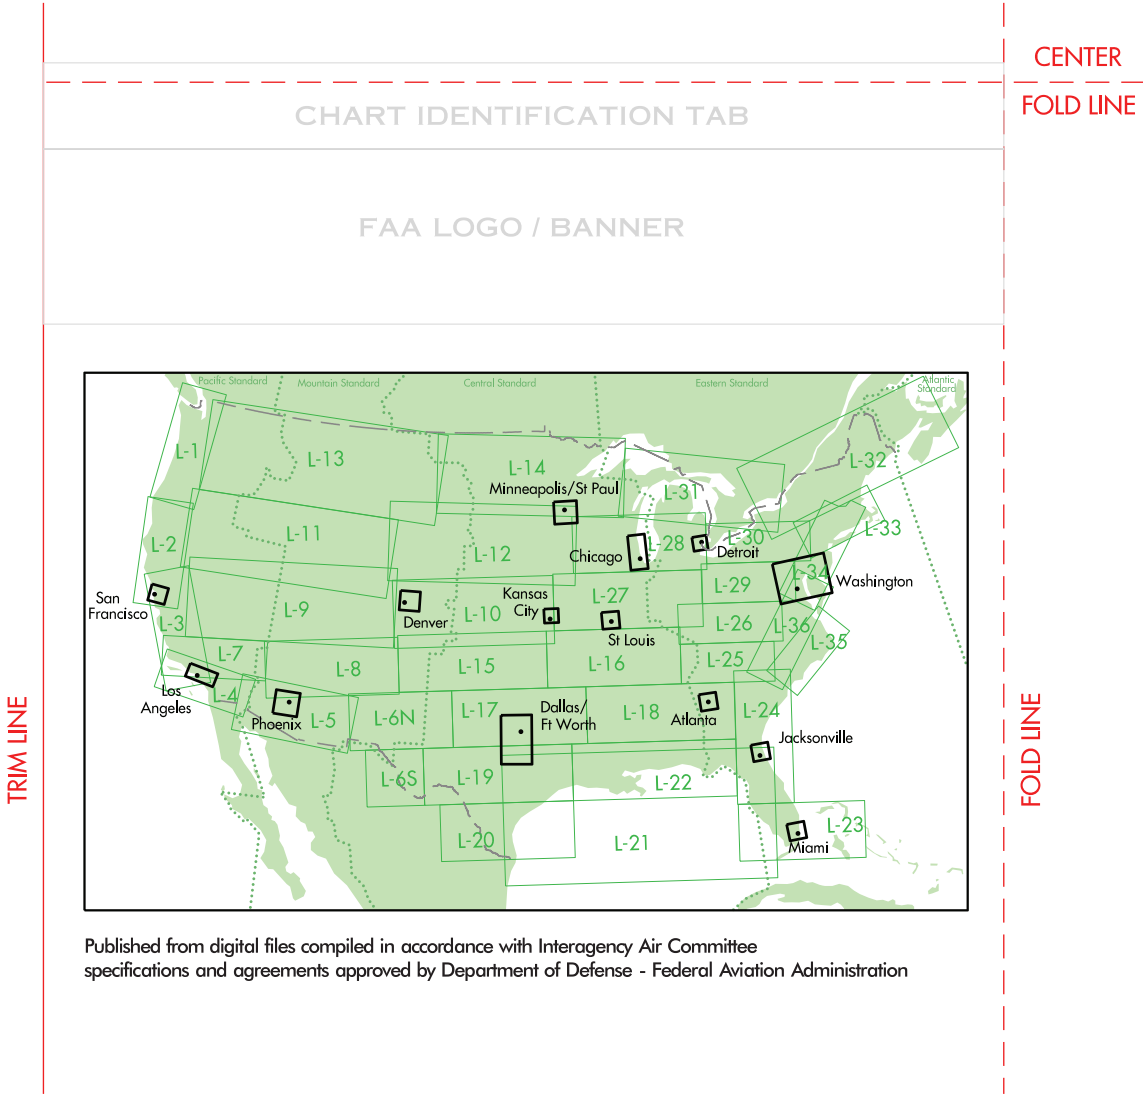 CENTER
FOLD LINE
CHART IDENTIFICATION TAB
FAA LOGO / BANNER
Pacific Standard
Mountain Standard
Central Standard
Eastern Standard
Atlantic
Standard
L-1
L-13
L-14
L-32
Minneapolis/St Paul
L-31
L-33
L-2
L-11
L-12
Chicago
L-28
L-30
Detroit
L-34
Washington
San
Francisco
L-3
L-9
Denver
L-10
Kansas
City
L-27
St Louis
L-29
L-26
L-36
L-35
L-7
L-8
L-15
L-16
L-25
Los
Angeles
L-4
Phoenix
L-5
L-6N
L-17
Dallas/
Ft Worth
L-18
Atlanta
L-24
Jacksonville
L-6S
L-19
L-22
L-20
L-21
L-23
Miami
TRIM LINE
FOLD LINE
Published from digital files compiled in accordance with Interagency Air Committee
specifications and agreements approved by Department of Defense - Federal Aviation Administration